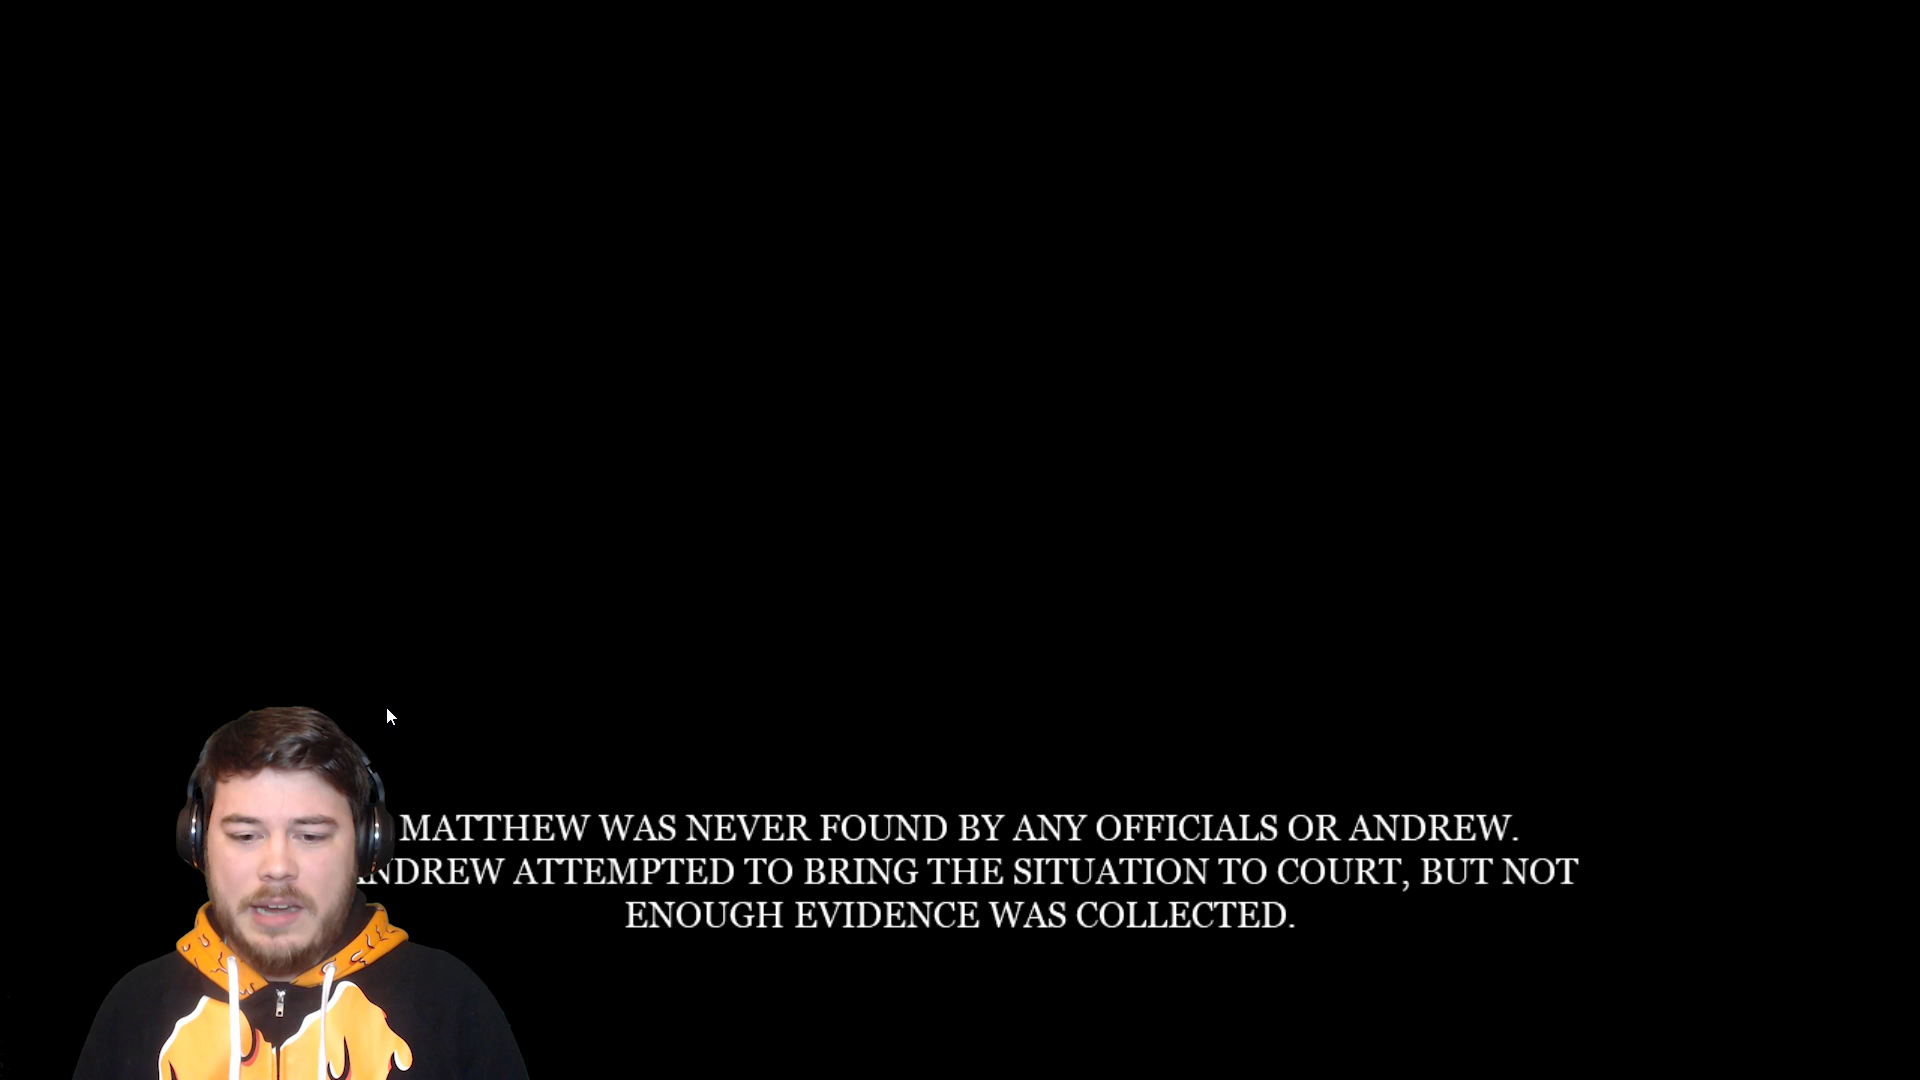 MATTHEW WAS NEVER FOUND BY ANY OFFICIALS OR ANDREW.
ANDREW ATTEMPTED TO BRING THE SITUATION TO COURT, BUT NOT
ENOUGH EVIDENCE WAS COLLECTED.